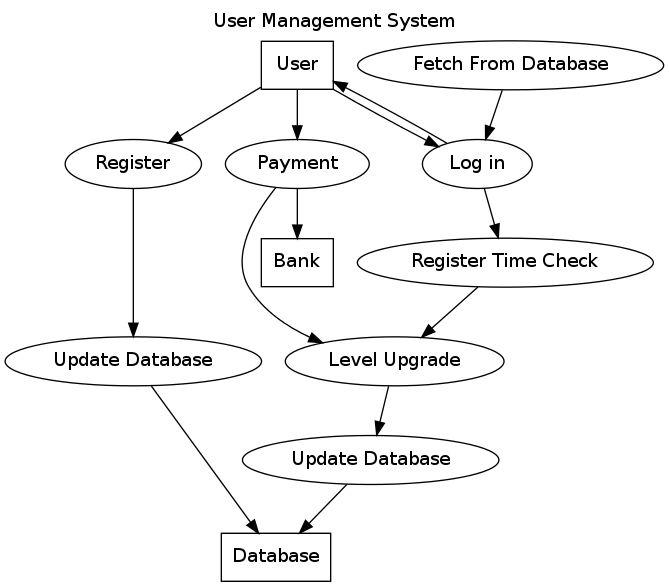 User Management System
User
Fetch From Database
Register
Payment
Log in
Bank
Register Time Check
Update Database
Level Upgrade
Update Database
Database